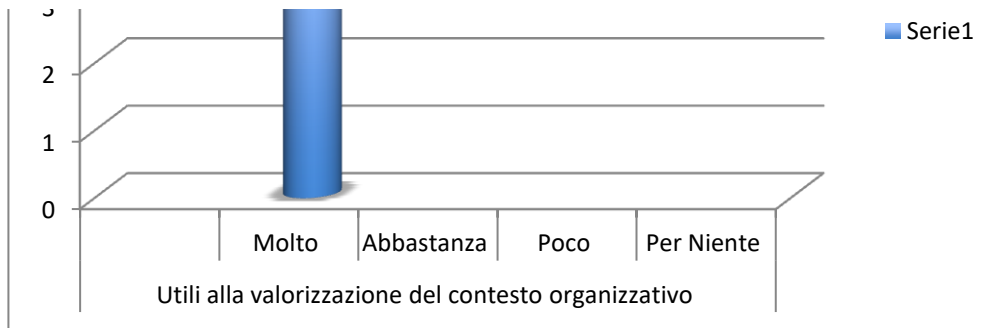 3
Serie1
2
1
0
Molto Abbastanza Poco Per Niente
Utili alla valorizzazione del contesto organizzativo